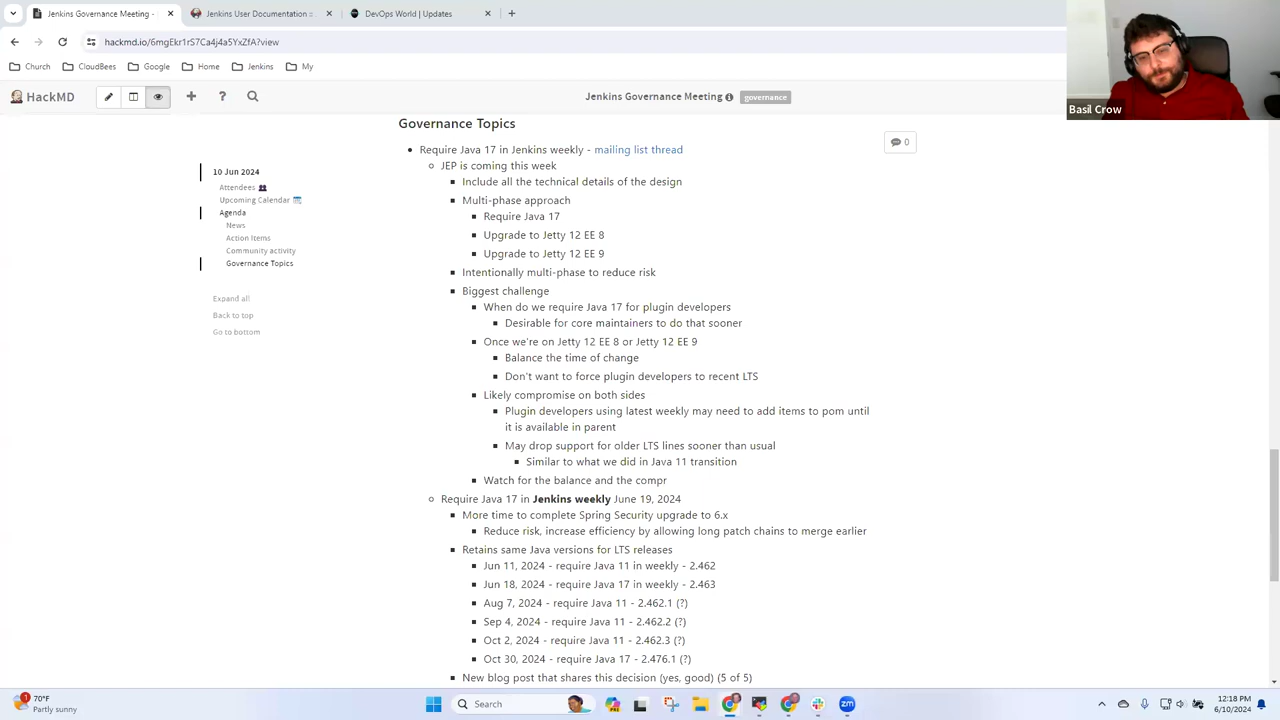 Jenkins Governance Meeting -
Jenkins User Documentation
DevOps World | Updates
hackmd.io/6mgEkr1rS7Ca4j4a5YxZfA?view
Church
CloudBees
Google
Home
Jenkins
My
HackMD
Jenkins Governance Meeting
governance
Basil Crow
Governance Topics
0
Require Java 17 in Jenkins weekly - mailing list thread
JEP is coming this week
10 Jun 2024
Include all the technical details of the design
Attendees
Multi-phase approach
Upcoming Calendar
Agenda
Require Java 17
News
Upgrade to Jetty 12 EE 8
Action Items
Community activity
Upgrade to Jetty 12 EE 9
Governance Topics
Intentionally multi-phase to reduce risk
Biggest challenge
Expand all
When do we require Java 17 for plugin developers
Back to top
Desirable for core maintainers to do that sooner
Go to bottom
Once we're on Jetty 12 EE 8 or Jetty 12 EE 9
Balance the time of change
Don't want to force plugin developers to recent LTS
Likely compromise on both sides
Plugin developers using latest weekly may need to add items to pom until
it is available in parent
May drop support for older LTS lines sooner than usual
Similar to what we did in Java 11 transition
Watch for the balance and the compr
Require Java 17 in Jenkins weekly June 19, 2024
More time to complete Spring Security upgrade to 6.x
Reduce risk, increase efficiency by allowing long patch chains to merge earlier
Retains same Java versions for LTS releases
Jun 11, 2024 - require Java 11 in weekly - 2.462
Jun 18, 2024 - require Java 17 in weekly - 2.463
Aug 7, 2024 - require Java 11 - 2.462.1 (?)
Sep 4, 2024 - require Java 11 - 2.462.2 (?)
Oct 2, 2024 - require Java 11 - 2.462.3 (?)
Oct 30, 2024 - require Java 17 - 2.476.1 (?)
New blog post that shares this decision (yes, good) (5 of 5)
1
70°F
Partly sunny
Search
zm
12:18 PM
6/10/2024